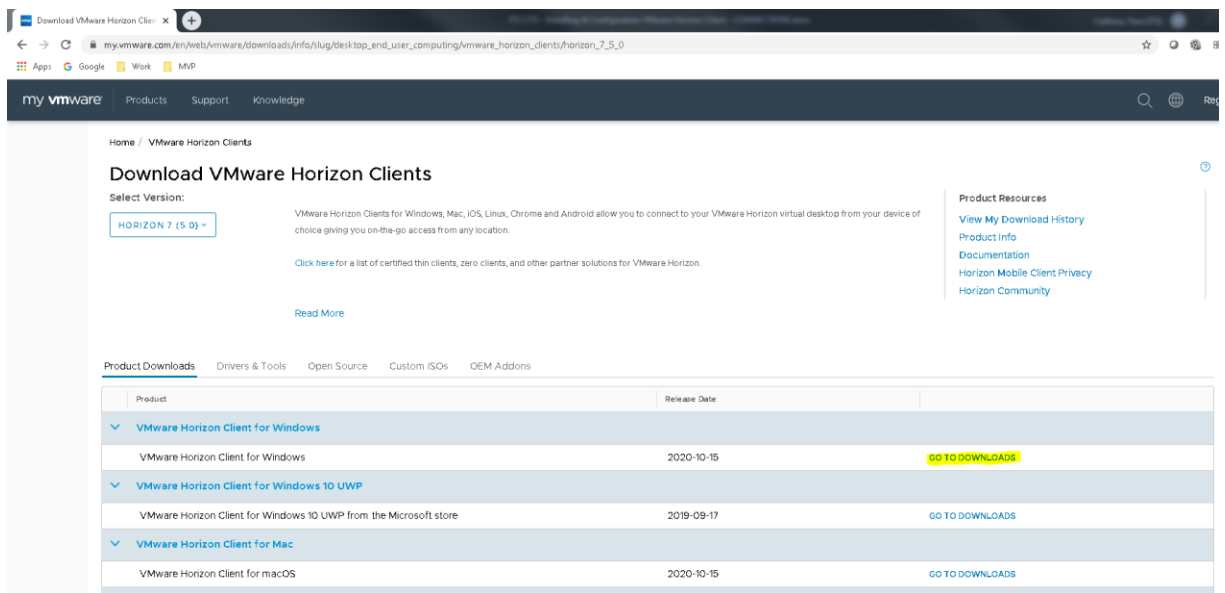 Download VMware Horizon Clien
my.vmware.com/en/web/vmware/downloads/info/slug/desktop_end_user_computing/vmware_horizon_clients/horizon_7_5_0
Apps Google Work MVP
my vmware Products Support Knowledge Reg
Home / VMware Horizon Clients
Download VMware Horizon Clients
Select Version:
HORIZON 7 (5.0)
VMware Horizon Clients for Windows, Mac, iOS, Linux, Chrome and Android allow you to connect to your VMware Horizon virtual desktop from your device of
choice giving you on-the-go access from any location.
Click here for a list of certified thin clients, zero clients, and other partner solutions for VMware Horizon.
Read More
Product Resources
View My Download History
Product Info
Documentation
Horizon Mobile Client Privacy
Horizon Community
Product Downloads Drivers & Tools Open Source Custom ISOs OEM Addons
Product Release Date
VMware Horizon Client for Windows
VMware Horizon Client for Windows 2020-10-15 GO TO DOWNLOADS
VMware Horizon Client for Windows 10 UWP
VMware Horizon Client for Windows 10 UWP from the Microsoft store 2019-09-17 GO TO DOWNLOADS
VMware Horizon Client for Mac
VMware Horizon Client for macOS 2020-10-15 GO TO DOWNLOADS